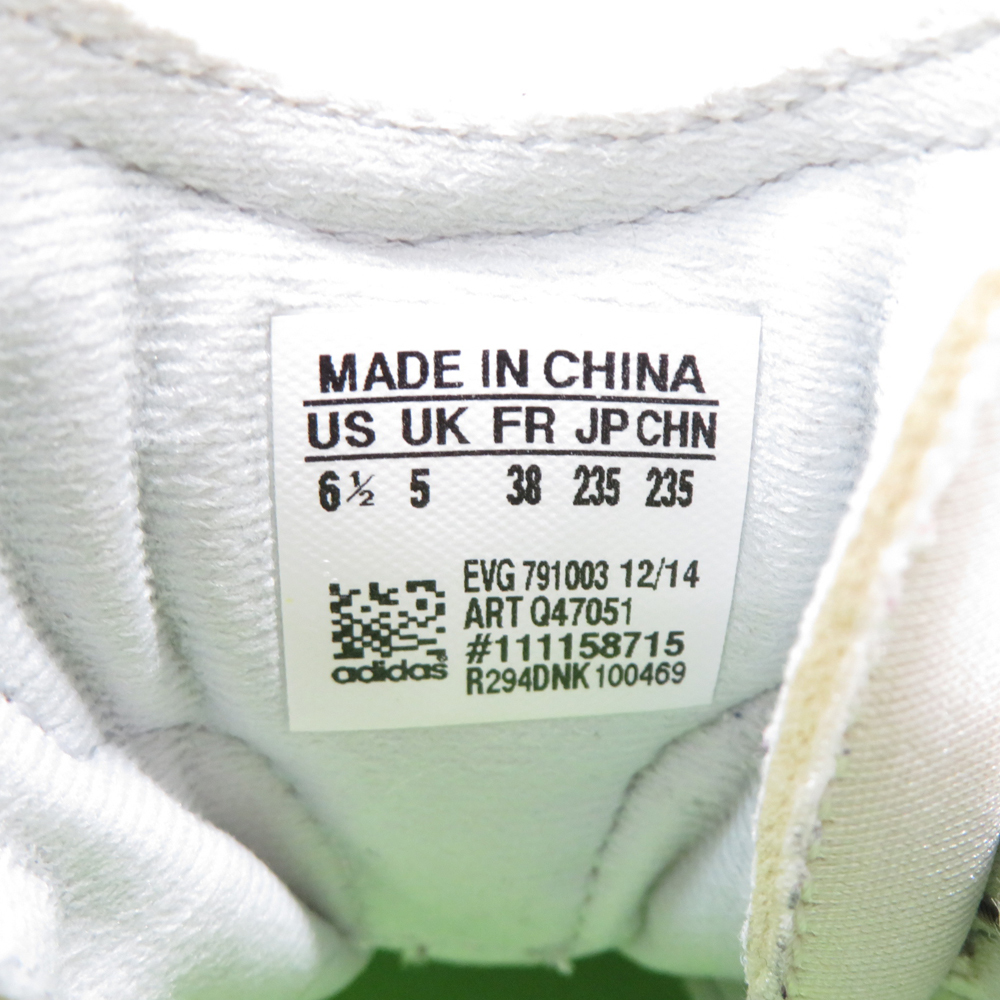 MADE IN CHINA
US UK FR JP CHN
6½ 5 38 235 235
EVG 791003 12/14
ART Q47051
#111158715
adidas R294DNK 100469